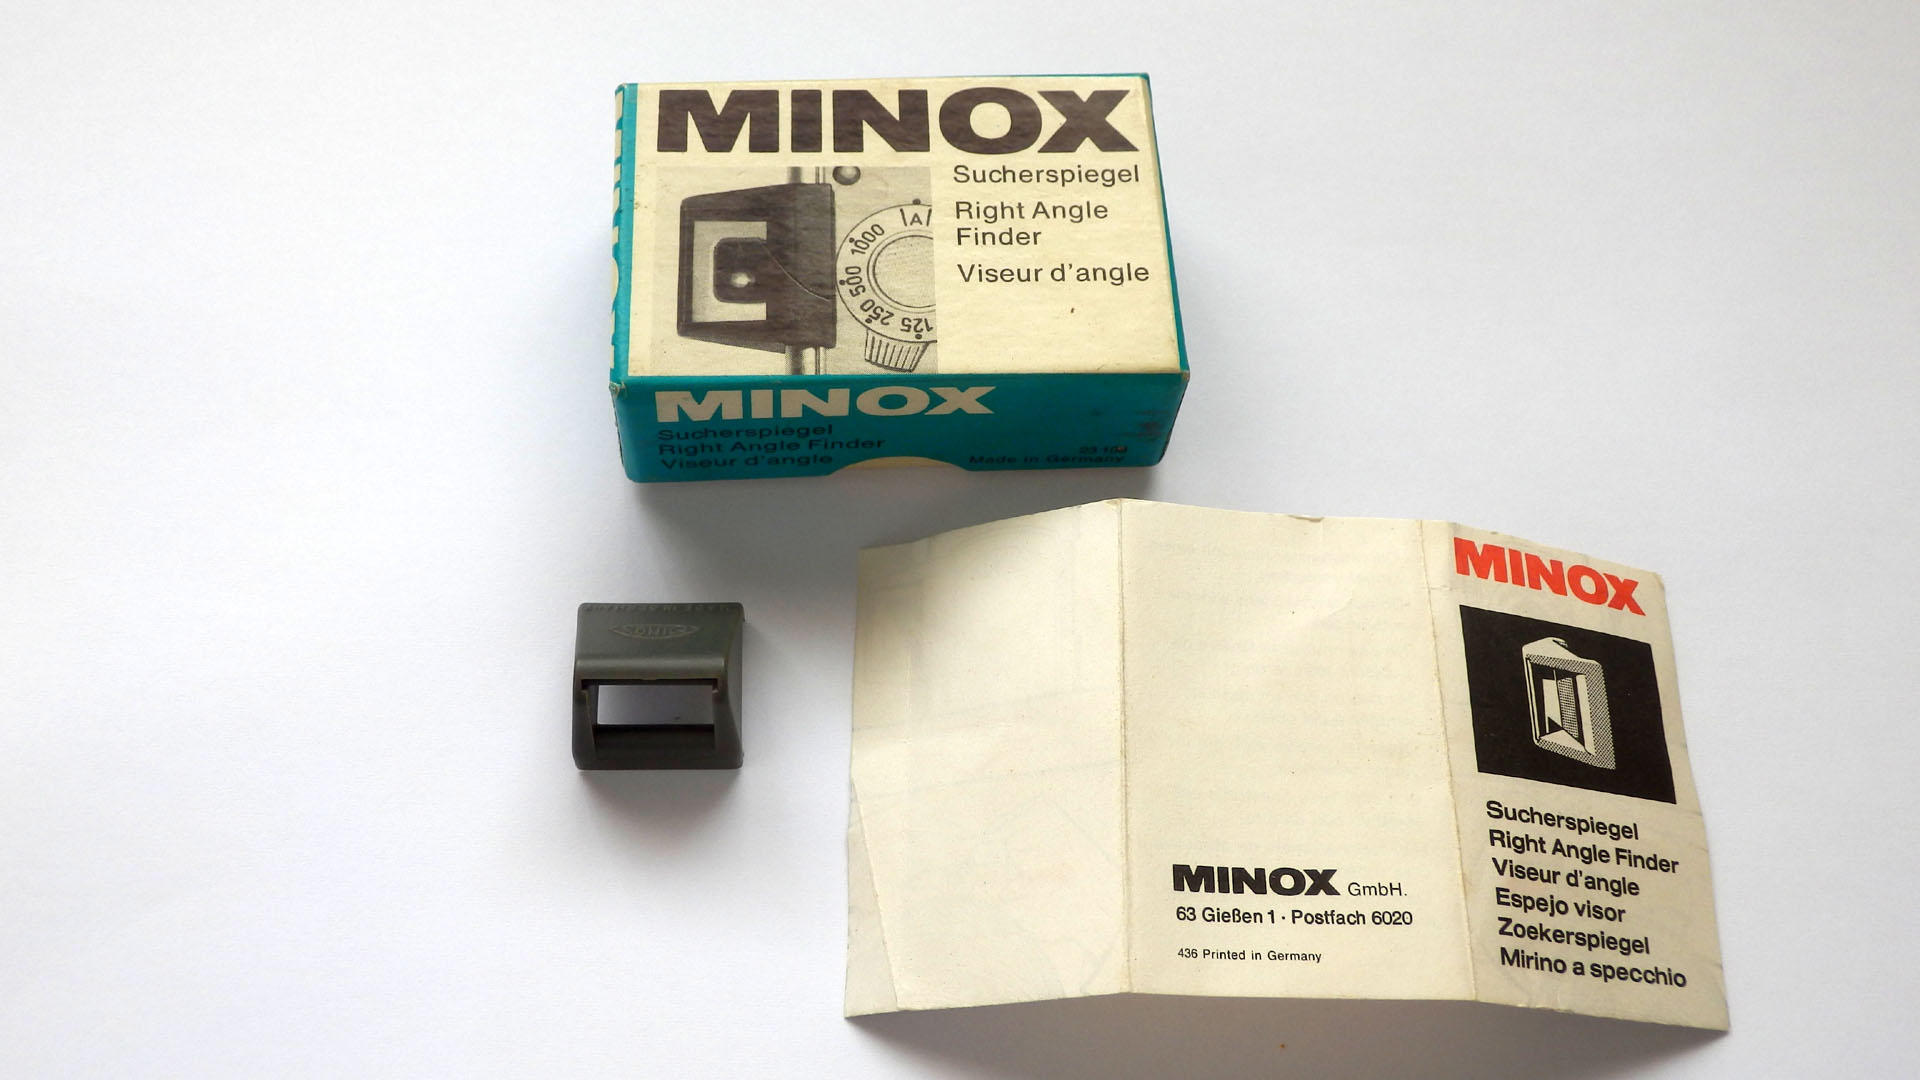 MINOX
Sucherspiegel
Right Angle
Finder
Viseur d'angle
A
1000
500
250
125
MINOX
Sucherspiegel
Right Angle Finder
Viseur d'angle
Made in Germany
MINOX
Sucherspiegel
Right Angle Finder
Viseur d'angle
Espejo visor
Zoekerspiegel
Mirino a specchio
MINOX GmbH.
63 Gießen 1 · Postfach 6020
436 Printed in Germany